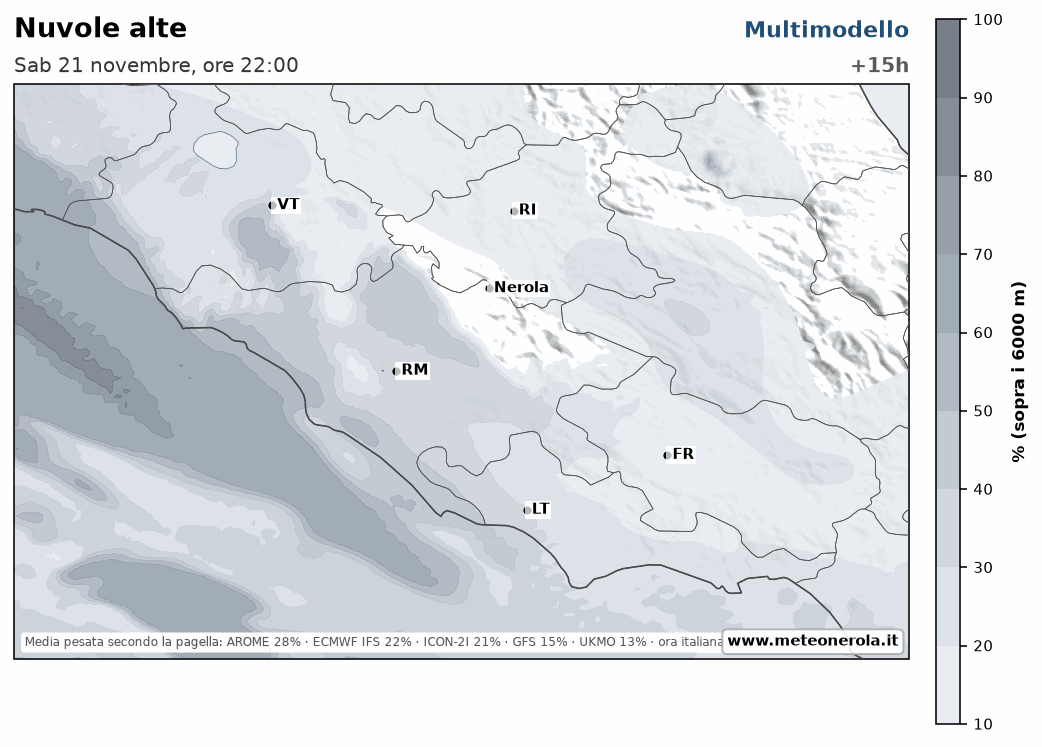 Nuvole alte
Multimodello
Sab 21 novembre, ore 22:00
+15h
100
90
80
70
60
50
40
30
20
10
% (sopra i 6000 m)
VT
RI
Nerola
RM
FR
LT
Media pesata secondo la pagella: AROME 28% · ECMWF IFS 22% · ICON-2I 21% · GFS 15% · UKMO 13% · ora italiana
www.meteonerola.it